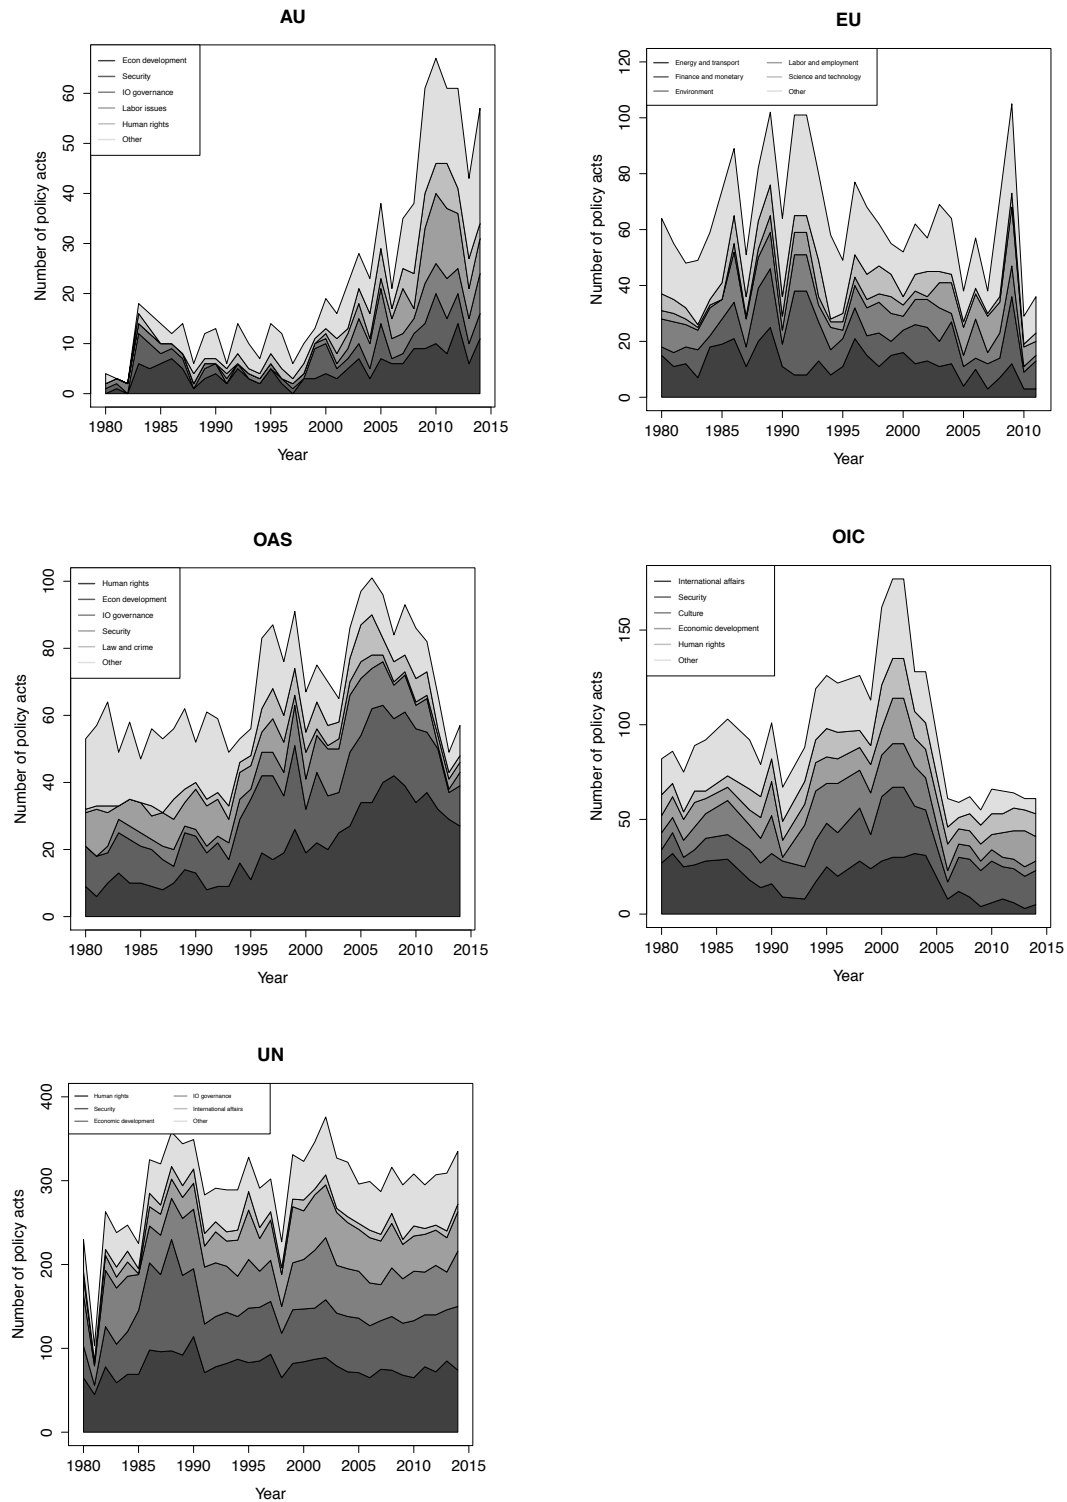 AU
Number of policy acts
0 10 20 30 40 50 60
Econ development
Security
IO governance
Labor issues
Human rights
Other
1980 1985 1990 1995 2000 2005 2010 2015
Year
EU
Number of policy acts
0 20 40 60 80 100 120
Energy and transport
Finance and monetary
Environment
Labor and employment
Science and technology
Other
1980 1985 1990 1995 2000 2005 2010
Year
OAS
Number of policy acts
0 20 40 60 80 100
Human rights
Econ development
IO governance
Security
Law and crime
Other
1980 1985 1990 1995 2000 2005 2010 2015
Year
OIC
Number of policy acts
0 50 100 150
International affairs
Security
Culture
Economic development
Human rights
Other
1980 1985 1990 1995 2000 2005 2010 2015
Year
UN
Number of policy acts
0 100 200 300 400
Human rights
Security
Economic development
IO governance
International affairs
Other
1980 1985 1990 1995 2000 2005 2010 2015
Year